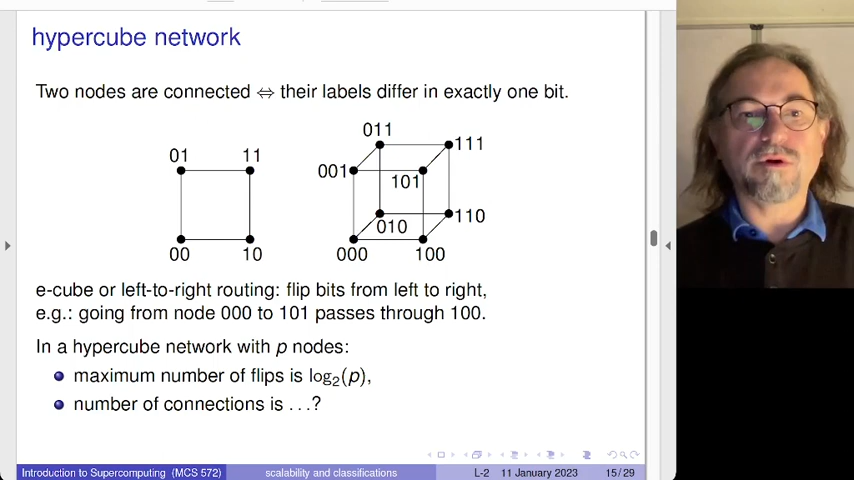 hypercube network
Two nodes are connected ⇔ their labels differ in exactly one bit.
01 11
00 10
011
001 111
101
010 110
000 100
e-cube or left-to-right routing: flip bits from left to right,
e.g.: going from node 000 to 101 passes through 100.
In a hypercube network with p nodes:
maximum number of flips is log₂(p),
number of connections is . . . ?
Introduction to Supercomputing (MCS 572) scalability and classifications L-2 11 January 2023 15 / 29